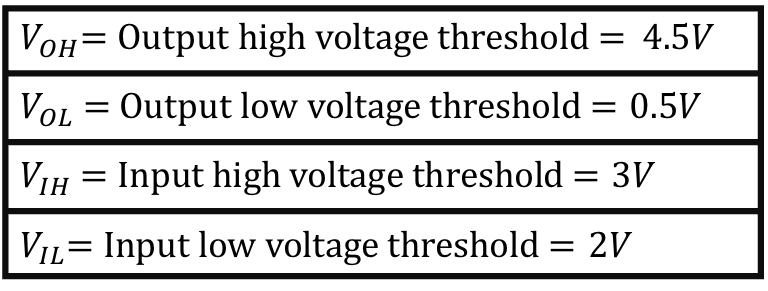 V_OH= Output high voltage threshold = 4.5V
V_OL = Output low voltage threshold = 0.5V
V_IH = Input high voltage threshold = 3V
V_IL= Input low voltage threshold = 2V